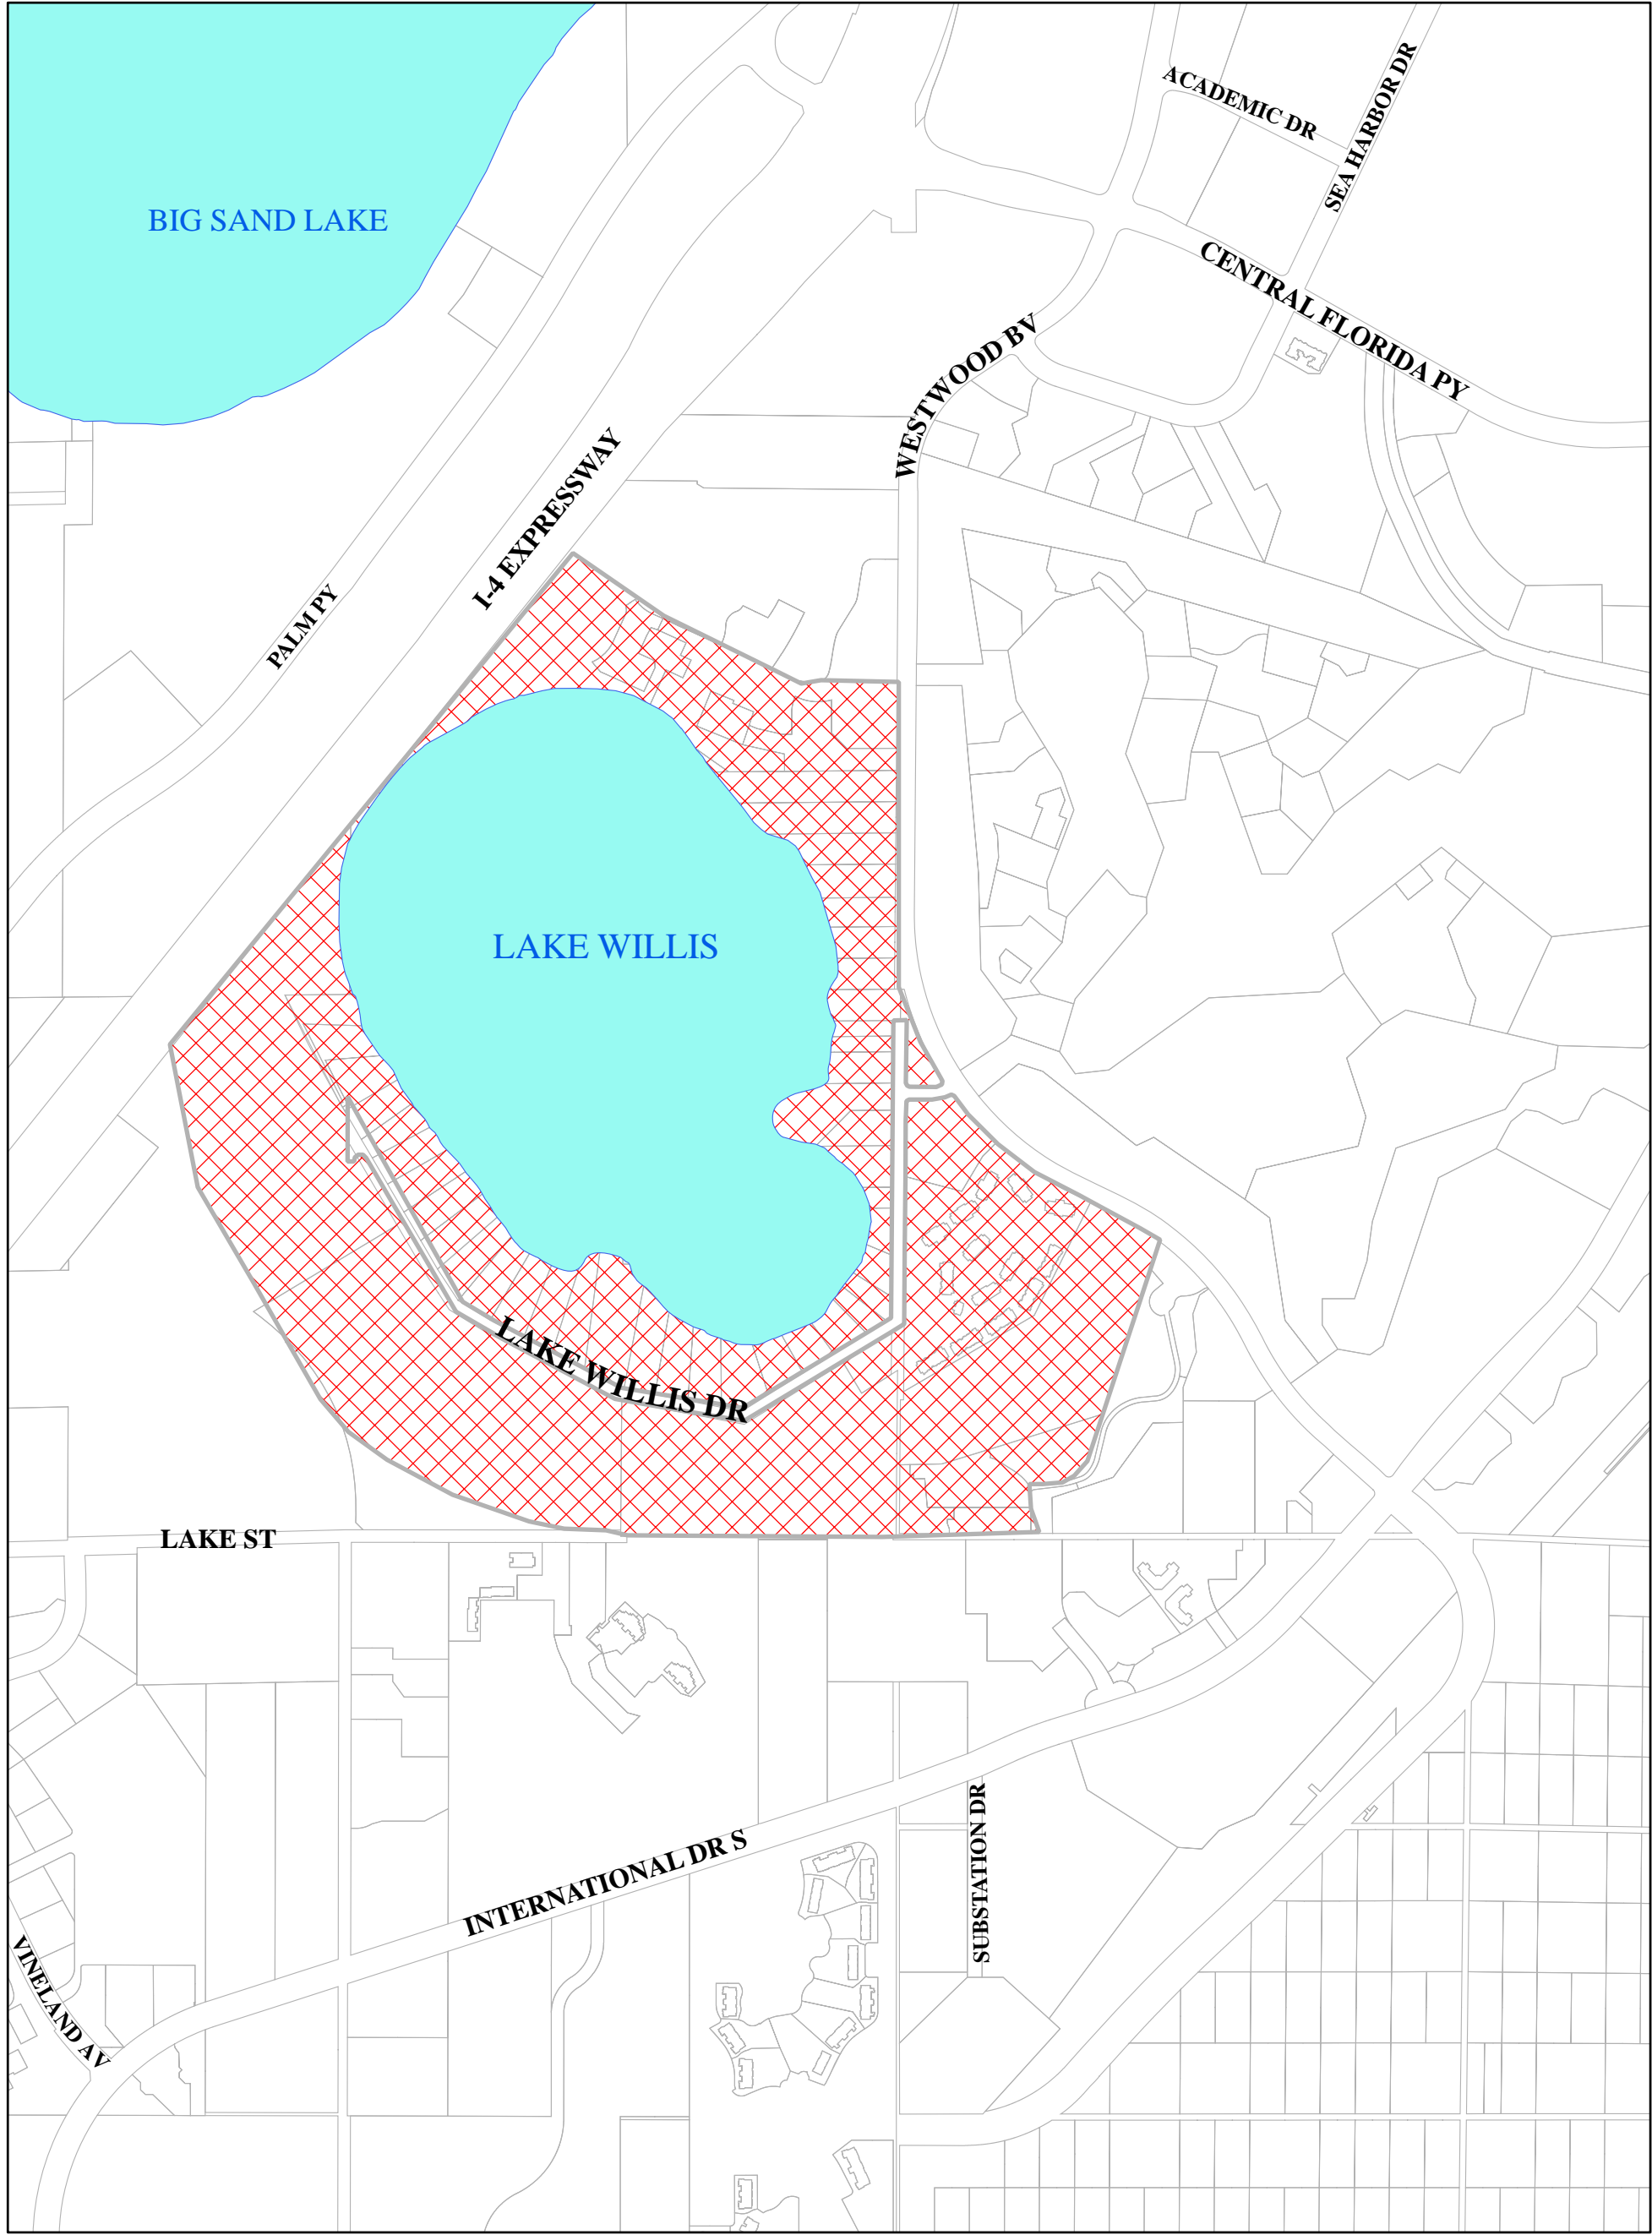 ACADEMIC DR
SEA HARBOR DR
BIG SAND LAKE
CENTRAL FLORIDA PY
WESTWOOD BV
I-4 EXPRESSWAY
PALM PY
LAKE WILLIS
LAKE WILLIS DR
LAKE ST
INTERNATIONAL DR S
SUBSTATION DR
VINELAND AV